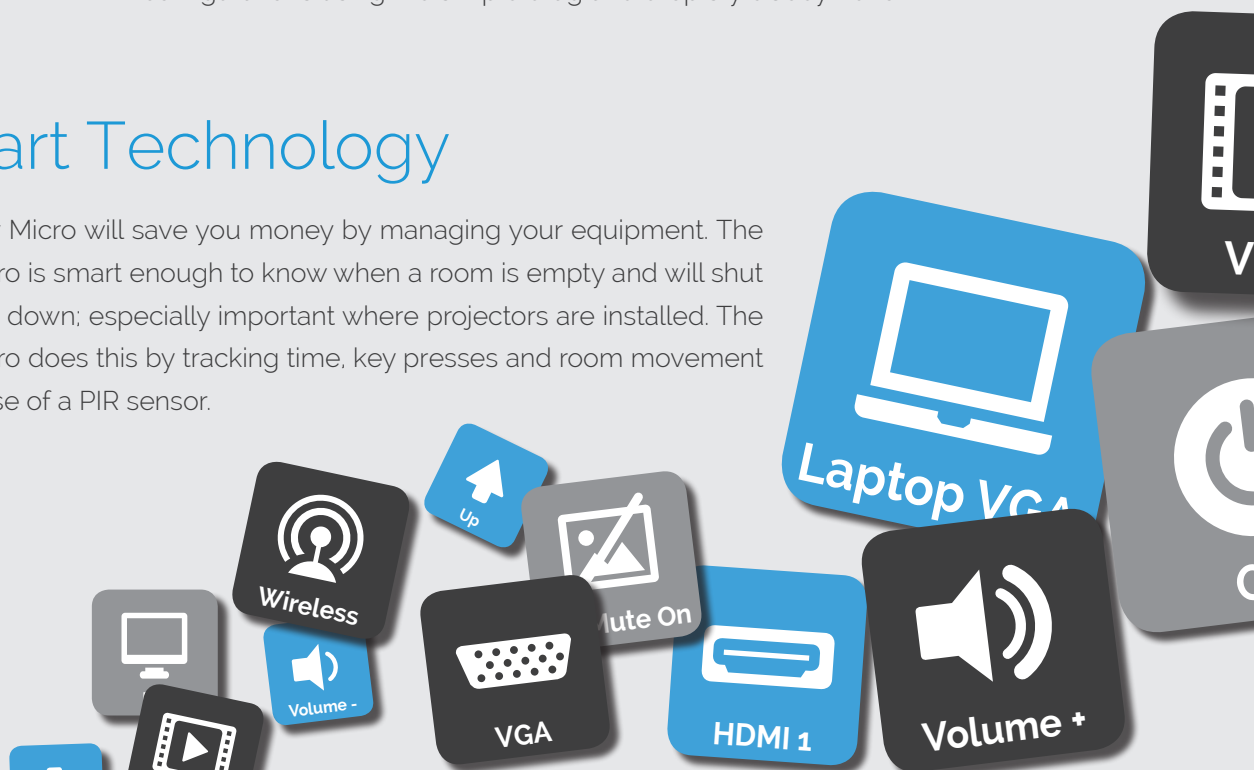 art Technology
Micro will save you money by managing your equipment. The
ro is smart enough to know when a room is empty and will shut
down; especially important where projectors are installed. The
ro does this by tracking time, key presses and room movement
se of a PIR sensor.
V
Laptop VGA
Up
Wireless
Mute On
Volume -
VGA
HDMI 1
Volume +